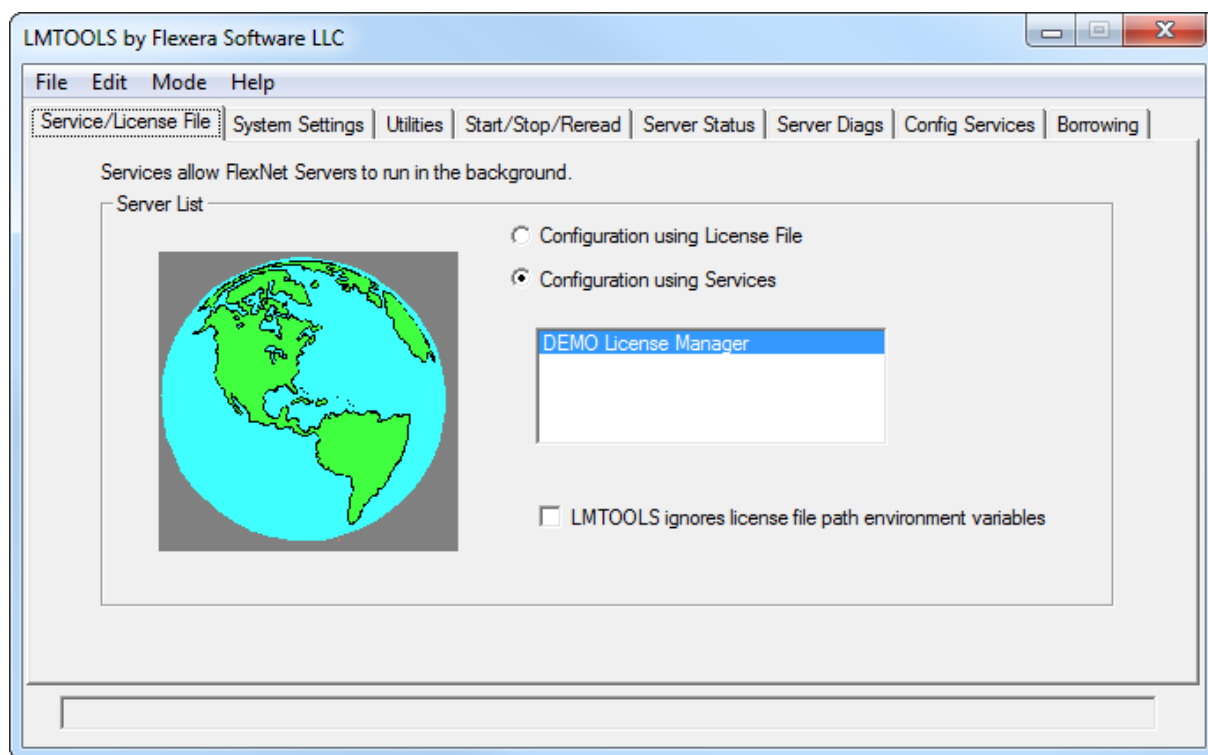 LMTOOLS by Flexera Software LLC
File Edit Mode Help
Service/License File System Settings Utilities Start/Stop/Reread Server Status Server Diags Config Services Borrowing
Services allow FlexNet Servers to run in the background.
Server List
Configuration using License File
Configuration using Services
DEMO License Manager
LMTOOLS ignores license file path environment variables